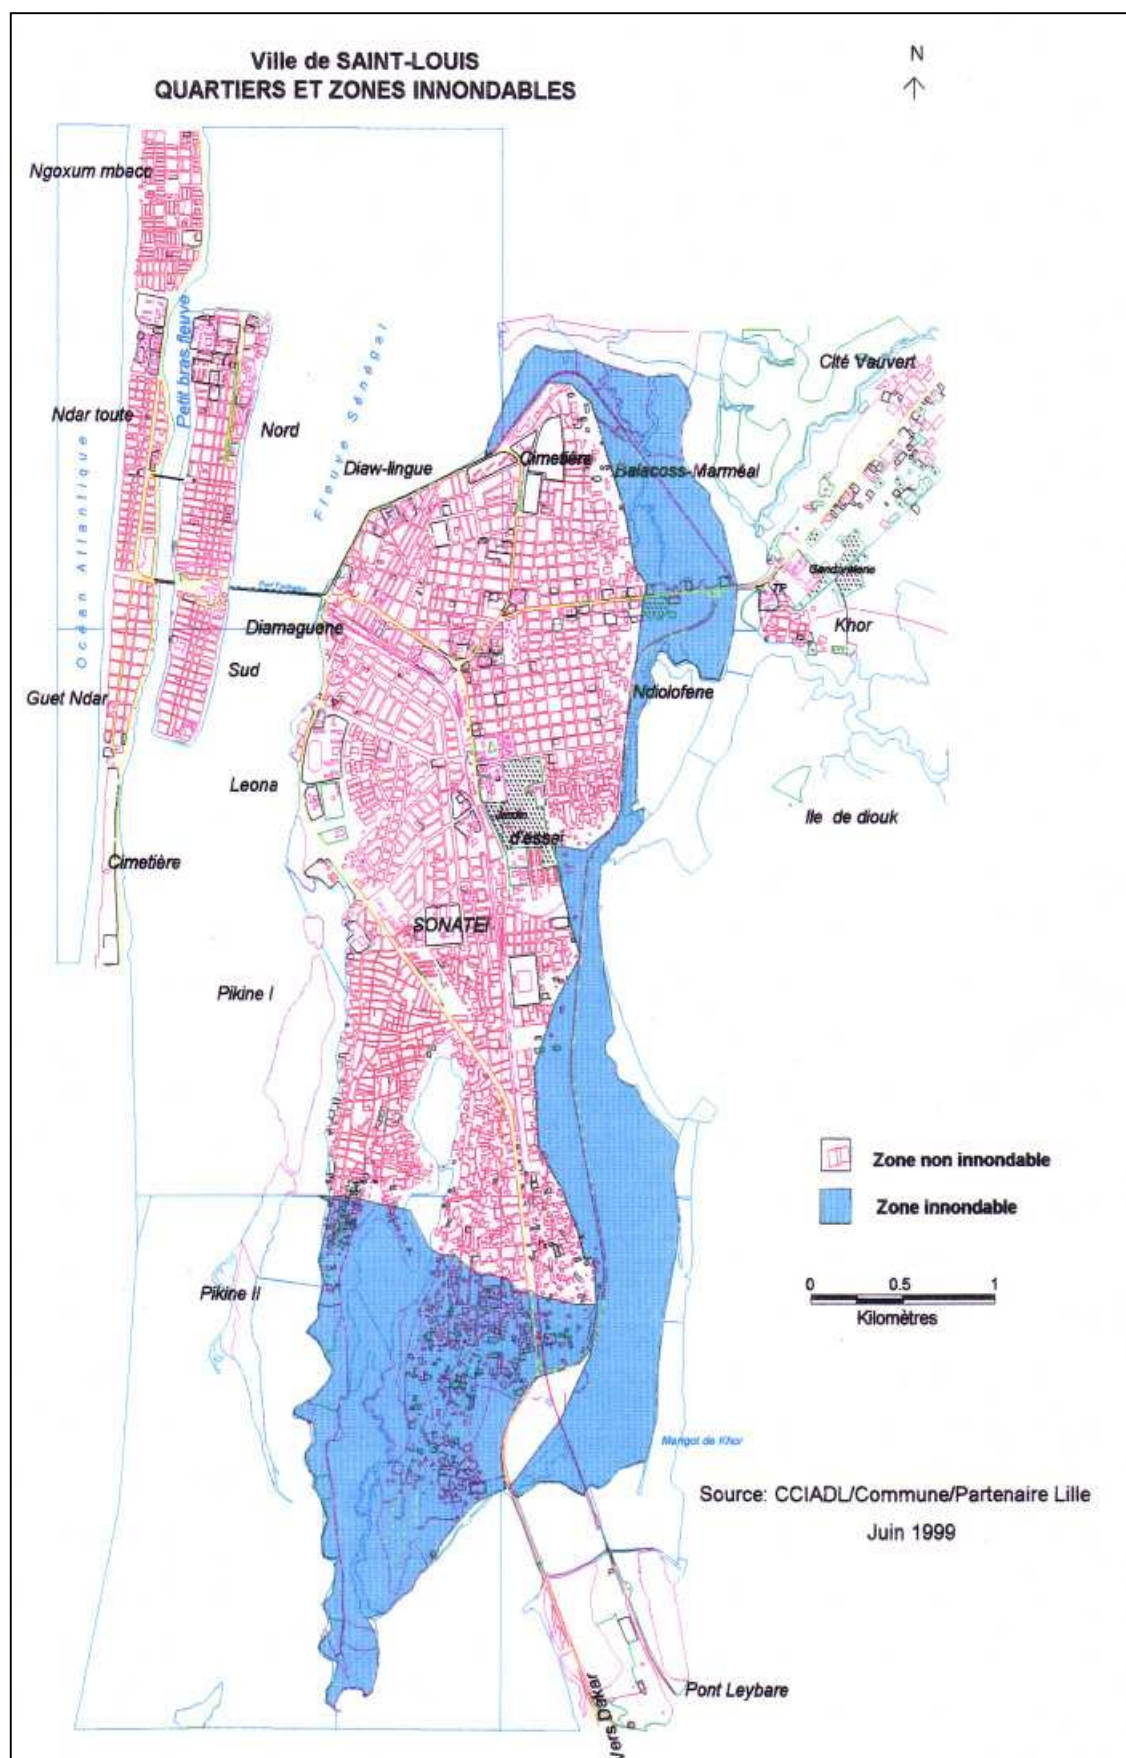 Ville de SAINT-LOUIS
QUARTIERS ET ZONES INNONDABLES
N
Ngoxum mbacc
Petit bras fleuve
Ndar toute
Nord
Océan Atlantique
Fleuve Sénégal
Diaw-lingue
Cimetière
Balacoss-Marméal
Cité Vauvert
TP
Khor
Diamaguene
Sud
Guet Ndar
Ndiolofene
Leona
Jardin
d'essai
Ile de diouk
Cimetière
SONATEL
Pikine I
Zone non innondable
Zone innondable
Pikine II
0 0.5 1
Kilomètres
Marigot de Khor
Source: CCIADL/Commune/Partenaire Lille
Juin 1999
Pont Leybare
Vers Dakar